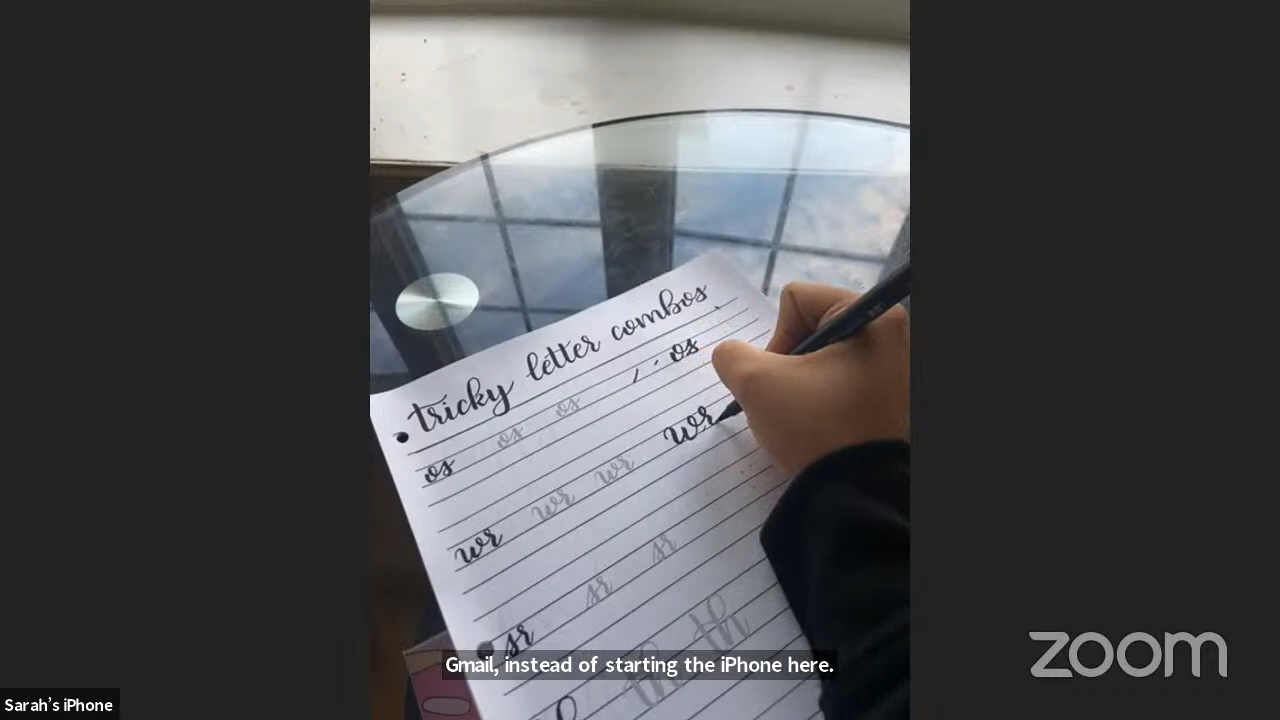 tricky letter combos
os os os os
wr wr wr wr
sr sr sr
th th
Gmail, instead of starting the iPhone here.
zoom
Sarah's iPhone